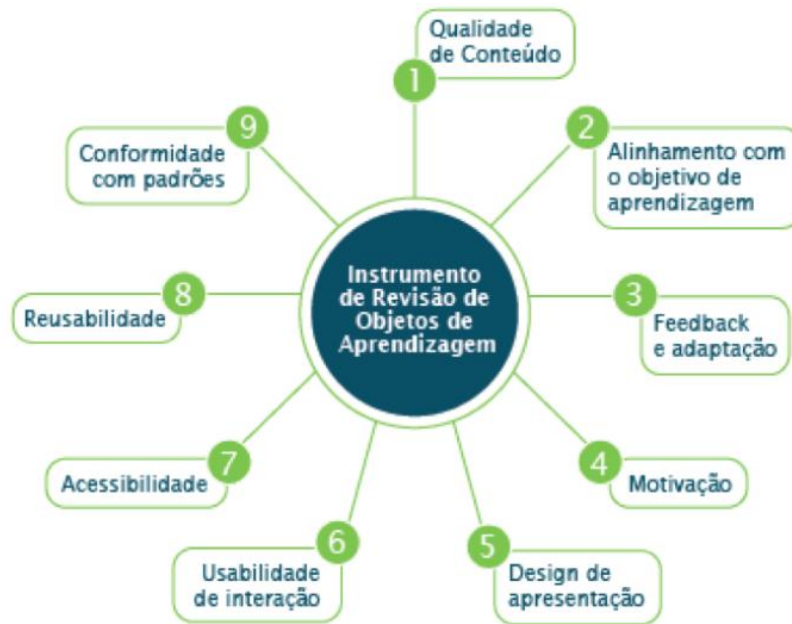 Instrumento
de Revisão de
Objetos de
Aprendizagem
1
Qualidade
de Conteúdo
2
Alinhamento com
o objetivo de
aprendizagem
3
Feedback
e adaptação
4
Motivação
5
Design de
apresentação
6
Usabilidade
de interação
7
Acessibilidade
8
Reusabilidade
9
Conformidade
com padrões